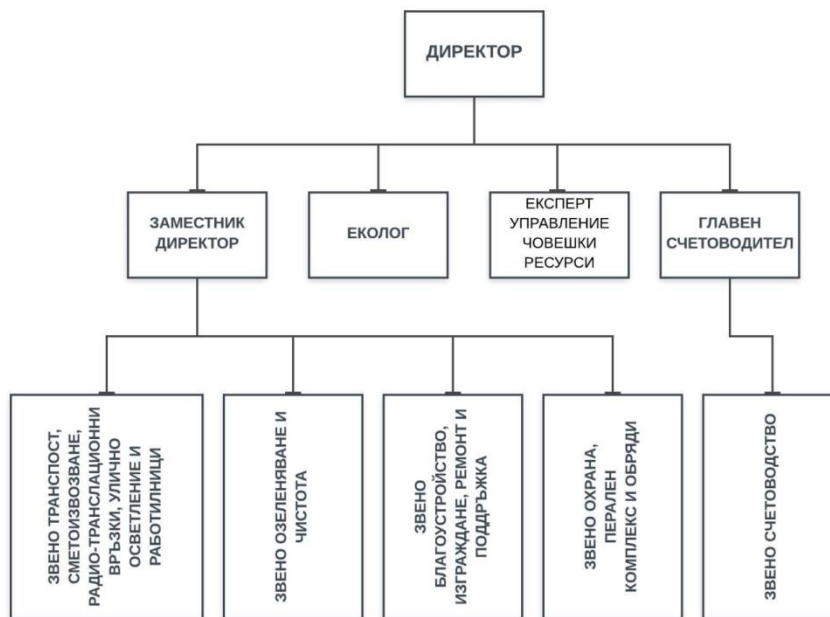 ДИРЕКТОР
ЗАМЕСТНИК
ДИРЕКТОР
ЕКОЛОГ
ЕКСПЕРТ
УПРАВЛЕНИЕ
ЧОВЕШКИ
РЕСУРСИ
ГЛАВЕН
СЧЕТОВОДИТЕЛ
ЗВЕНО ТРАНСПОСТ,
СМЕТОИЗВОЗВАНЕ,
РАДИО-ТРАНСЛАЦИОННИ
ВРЪЗКИ, УЛИЧНО
ОСВЕТЛЕНИЕ И
РАБОТИЛНИЦИ
ЗВЕНО ОЗЕЛЕНЯВАНЕ И
ЧИСТОТА
ЗВЕНО
БЛАГОУСТРОЙСТВО,
ИЗГРАЖДАНЕ, РЕМОНТ И
ПОДДРЪЖКА
ЗВЕНО ОХРАНА,
ПЕРАЛЕН
КОМПЛЕКС И ОБРЯДИ
ЗВЕНО СЧЕТОВОДСТВО